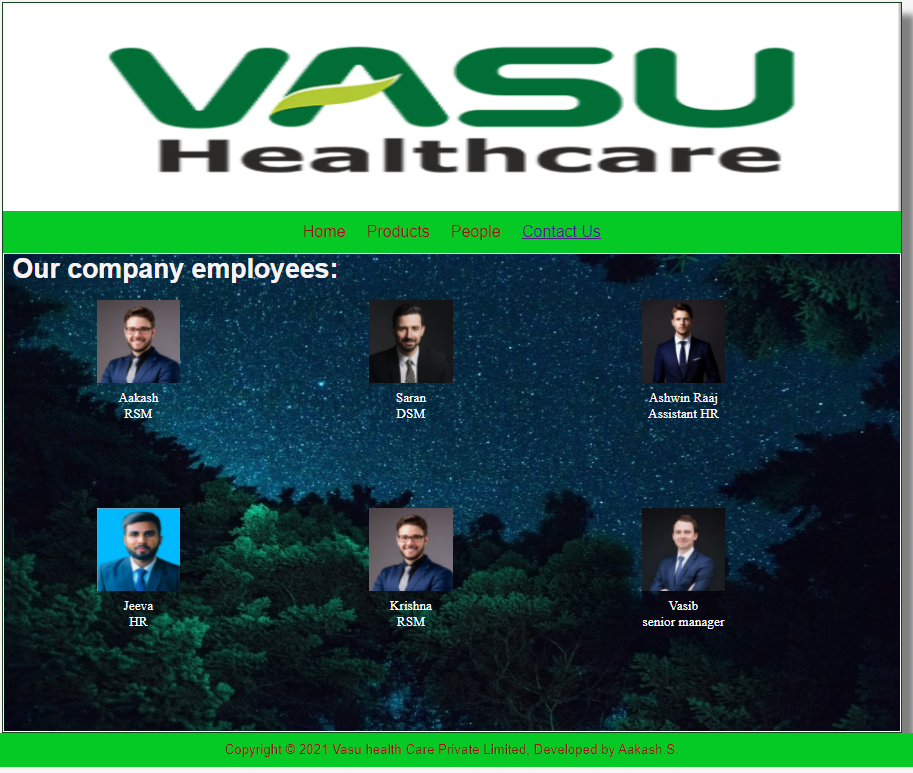 VASU
Healthcare
Home Products People Contact Us
Our company employees:
Aakash Saran Ashwin Raaj
RSM DSM Assistant HR
Jeeva Krishna Vasib
HR RSM senior manager
Copyright © 2021 Vasu health Care Private Limited, Developed by Aakash.S.